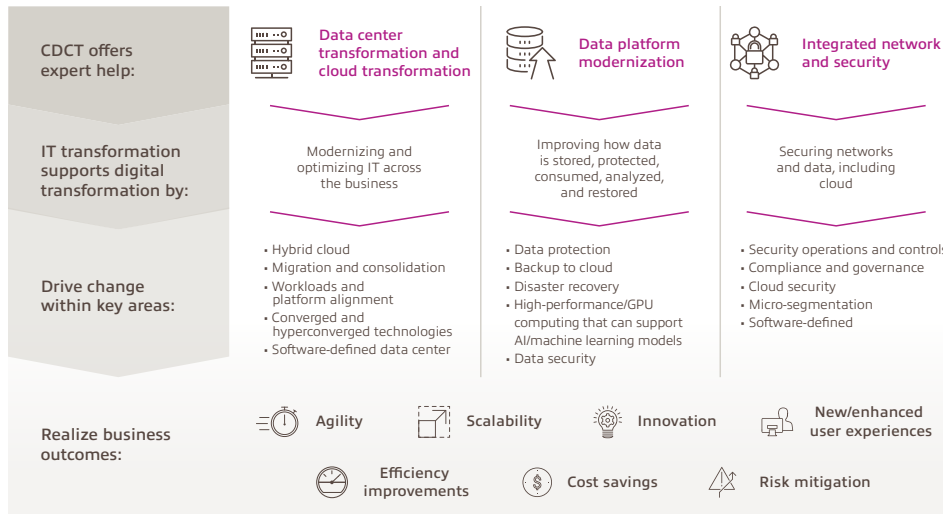 CDCT offers
expert help:
Data center
transformation and
cloud transformation
Data platform
modernization
Integrated network
and security
IT transformation
supports digital
transformation by:
Modernizing and
optimizing IT across
the business
Improving how data
is stored, protected,
consumed, analyzed,
and restored
Securing networks
and data, including
cloud
Drive change
within key areas:
• Hybrid cloud
• Migration and consolidation
• Workloads and
platform alignment
• Converged and
hyperconverged technologies
• Software-defined data center
• Data protection
• Backup to cloud
• Disaster recovery
• High-performance/GPU
computing that can support
AI/machine learning models
• Data security
• Security operations and controls
• Compliance and governance
• Cloud security
• Micro-segmentation
• Software-defined
Realize business
outcomes:
Agility
Scalability
Innovation
New/enhanced
user experiences
Efficiency
improvements
$
Cost savings
Risk mitigation